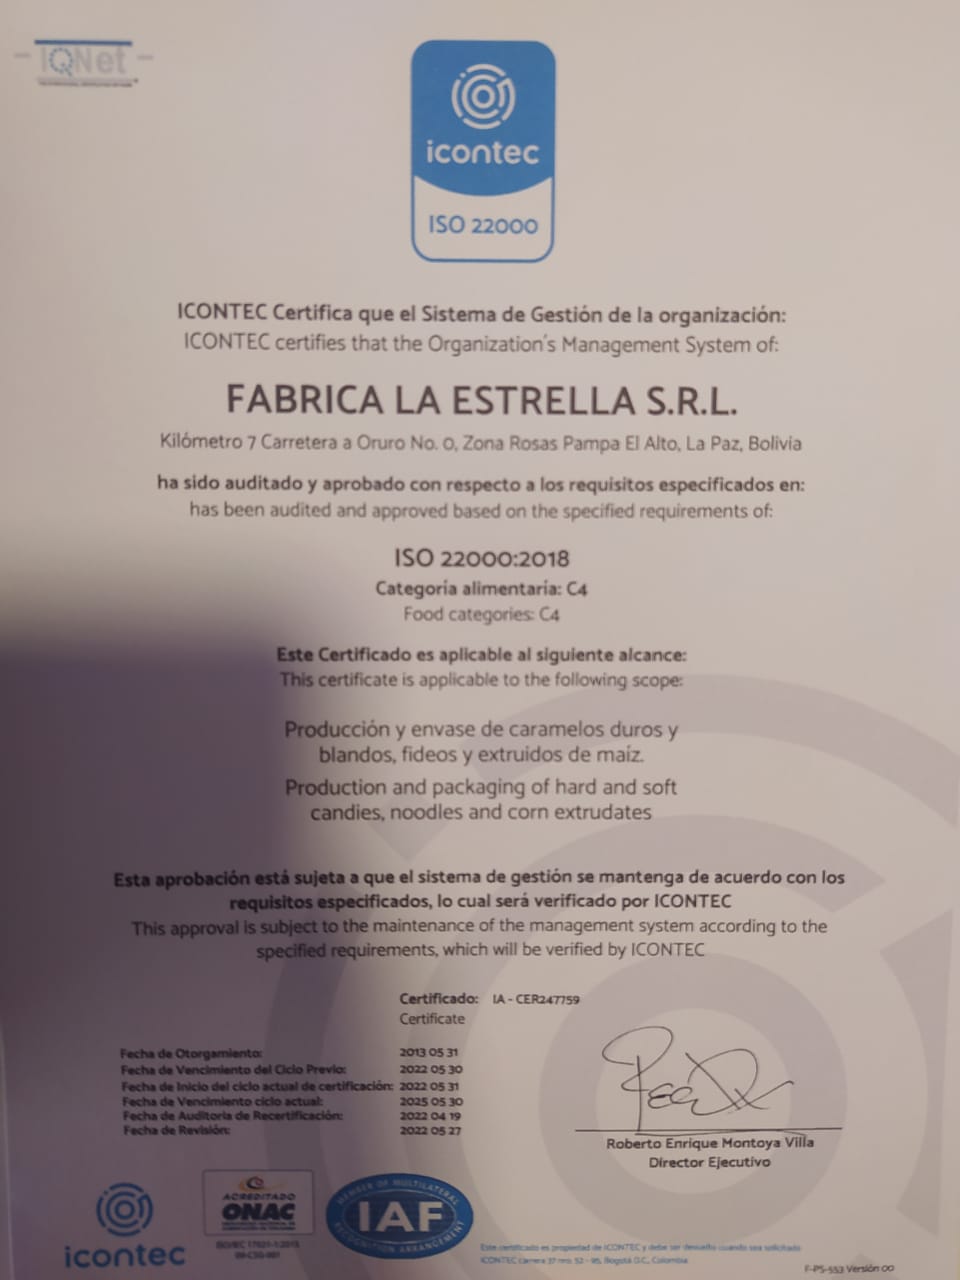 IQNet
icontec
ISO 22000
ICONTEC Certifica que el Sistema de Gestión de la organización:
ICONTEC certifies that the Organization's Management System of:
FABRICA LA ESTRELLA S.R.L.
Kilómetro 7 Carretera a Oruro No. 0, Zona Rosas Pampa El Alto, La Paz, Bolivia
ha sido auditado y aprobado con respecto a los requisitos especificados en:
has been audited and approved based on the specified requirements of:
ISO 22000:2018
Categoría alimentaria: C4
Food categories: C4
Este Certificado es aplicable al siguiente alcance:
This certificate is applicable to the following scope:
Producción y envase de caramelos duros y
blandos, fideos y extruidos de maíz.
Production and packaging of hard and soft
candies, noodles and corn extrudates
Esta aprobación está sujeta a que el sistema de gestión se mantenga de acuerdo con los
requisitos especificados, lo cual será verificado por ICONTEC
This approval is subject to the maintenance of the management system according to the
specified requirements, which will be verified by ICONTEC
Certificado: IA - CER247759
Certificate
Fecha de Otorgamiento: 2013 05 31
Fecha de Vencimiento del Ciclo Previo: 2022 05 30
Fecha de Inicio del ciclo actual de certificación: 2022 05 31
Fecha de Vencimiento ciclo actual: 2025 05 30
Fecha de Auditoria de Recertificación: 2022 04 19
Fecha de Revisión: 2022 05 27
Roberto Enrique Montoya Villa
Director Ejecutivo
icontec
ACREDITADO
ONAC
ISO/IEC 17021-1:2015
09-CSG-001
MEMBER OF MULTILATERAL
IAF
RECOGNITION ARRANGEMENT
Este certificado es propiedad de ICONTEC y debe ser devuelto cuando sea solicitado
ICONTEC Carrera 37 nro. 52 - 95, Bogotá D.C., Colombia
F-PS-553 Versión 00